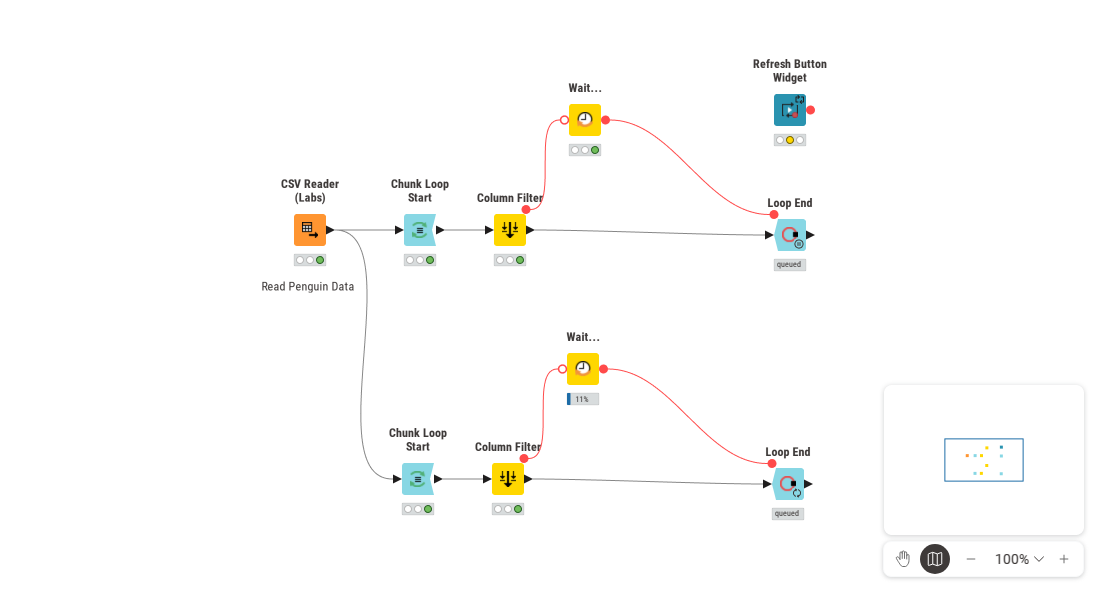 Refresh Button
Widget
Wait...
CSV Reader
(Labs)
Chunk Loop
Start
Column Filter
Loop End
queued
Read Penguin Data
Wait...
11%
Chunk Loop
Start
Column Filter
Loop End
queued
100%